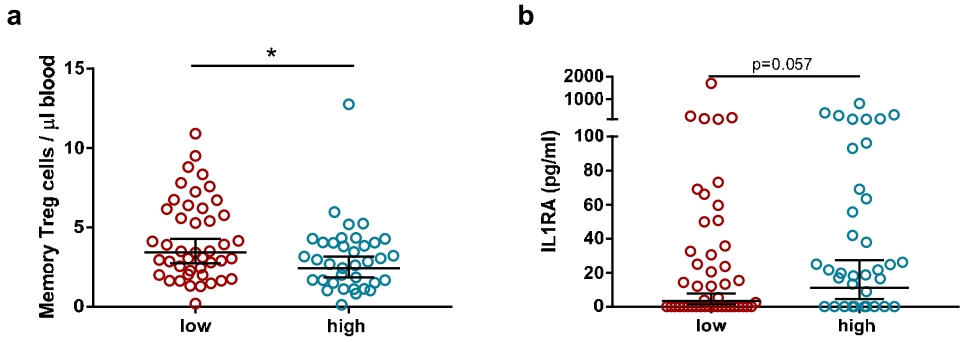 a
*
Memory Treg cells / µl blood
15
10
5
0
low
high
b
p=0.057
IL1RA (pg/ml)
2000
1000
100
80
60
40
20
0
low
high